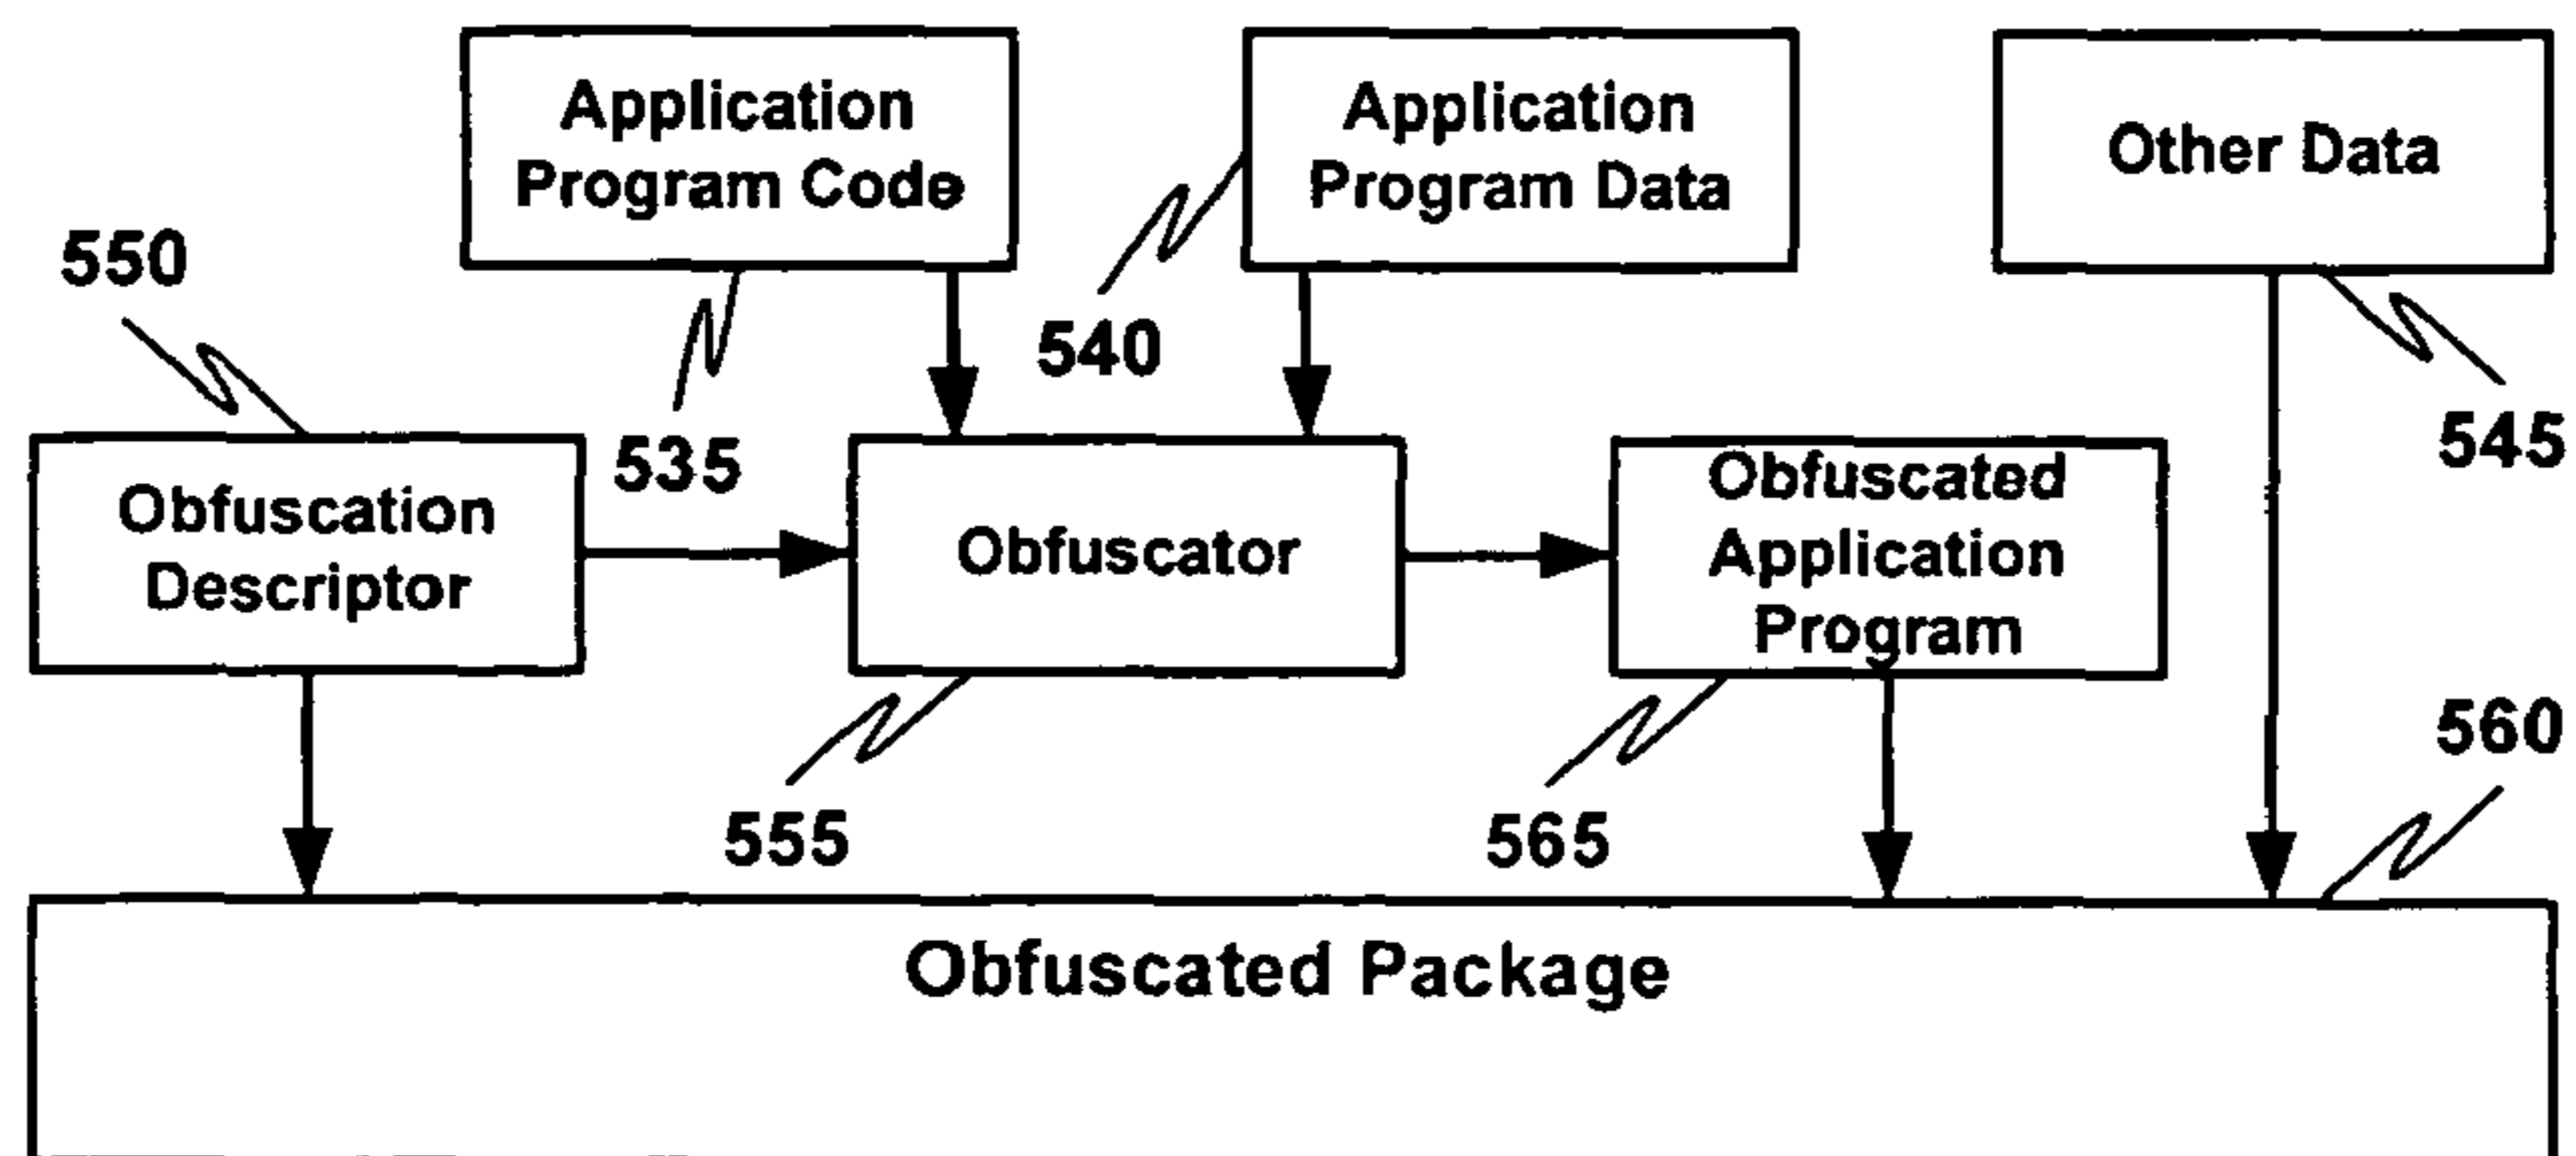 Application
Program Code
Application
Program Data
Other Data
550
540
535
545
Obfuscation
Descriptor
Obfuscator
Obfuscated
Application
Program
560
555
565
Obfuscated Package